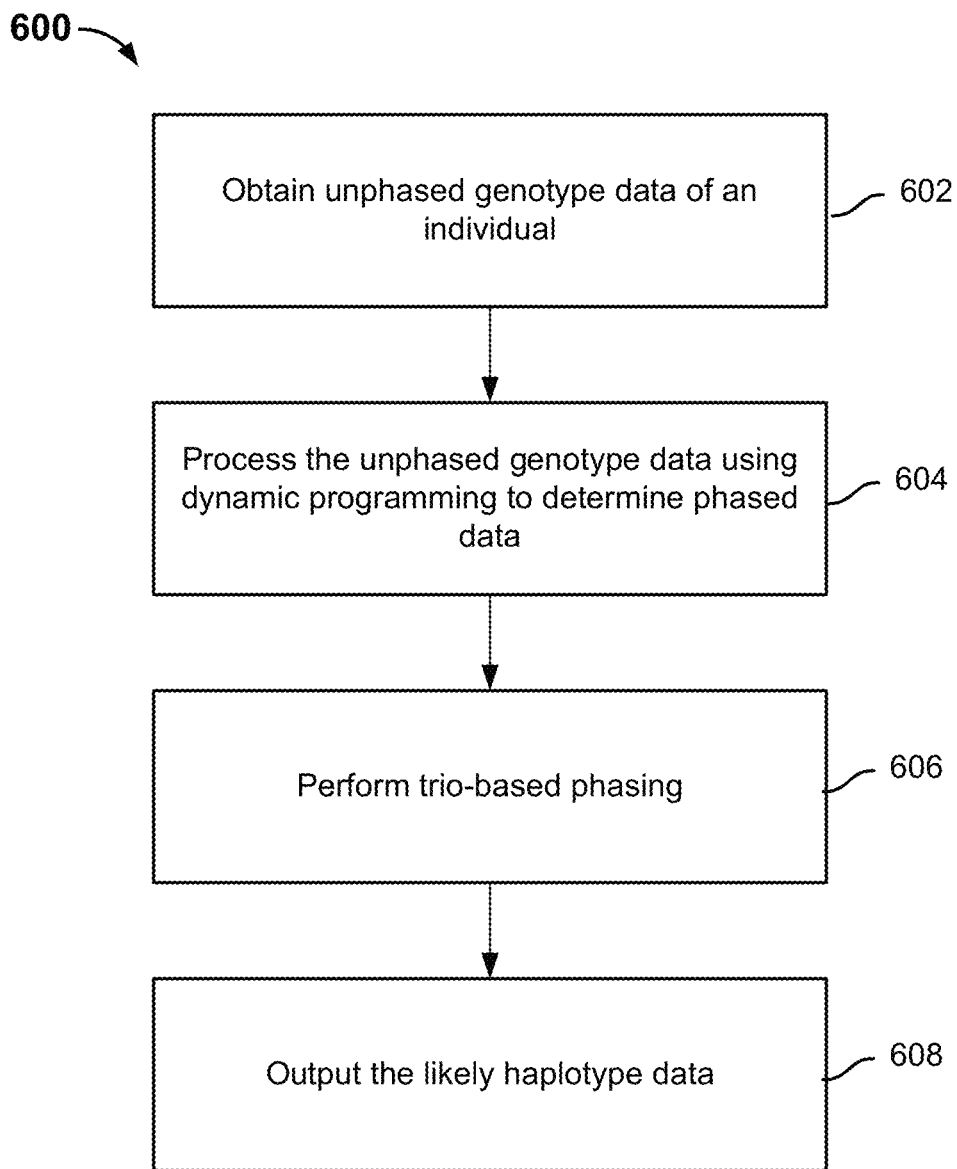 600
Obtain unphased genotype data of an
individual
602
Process the unphased genotype data using
dynamic programming to determine phased
data
604
Perform trio-based phasing
606
Output the likely haplotype data
608